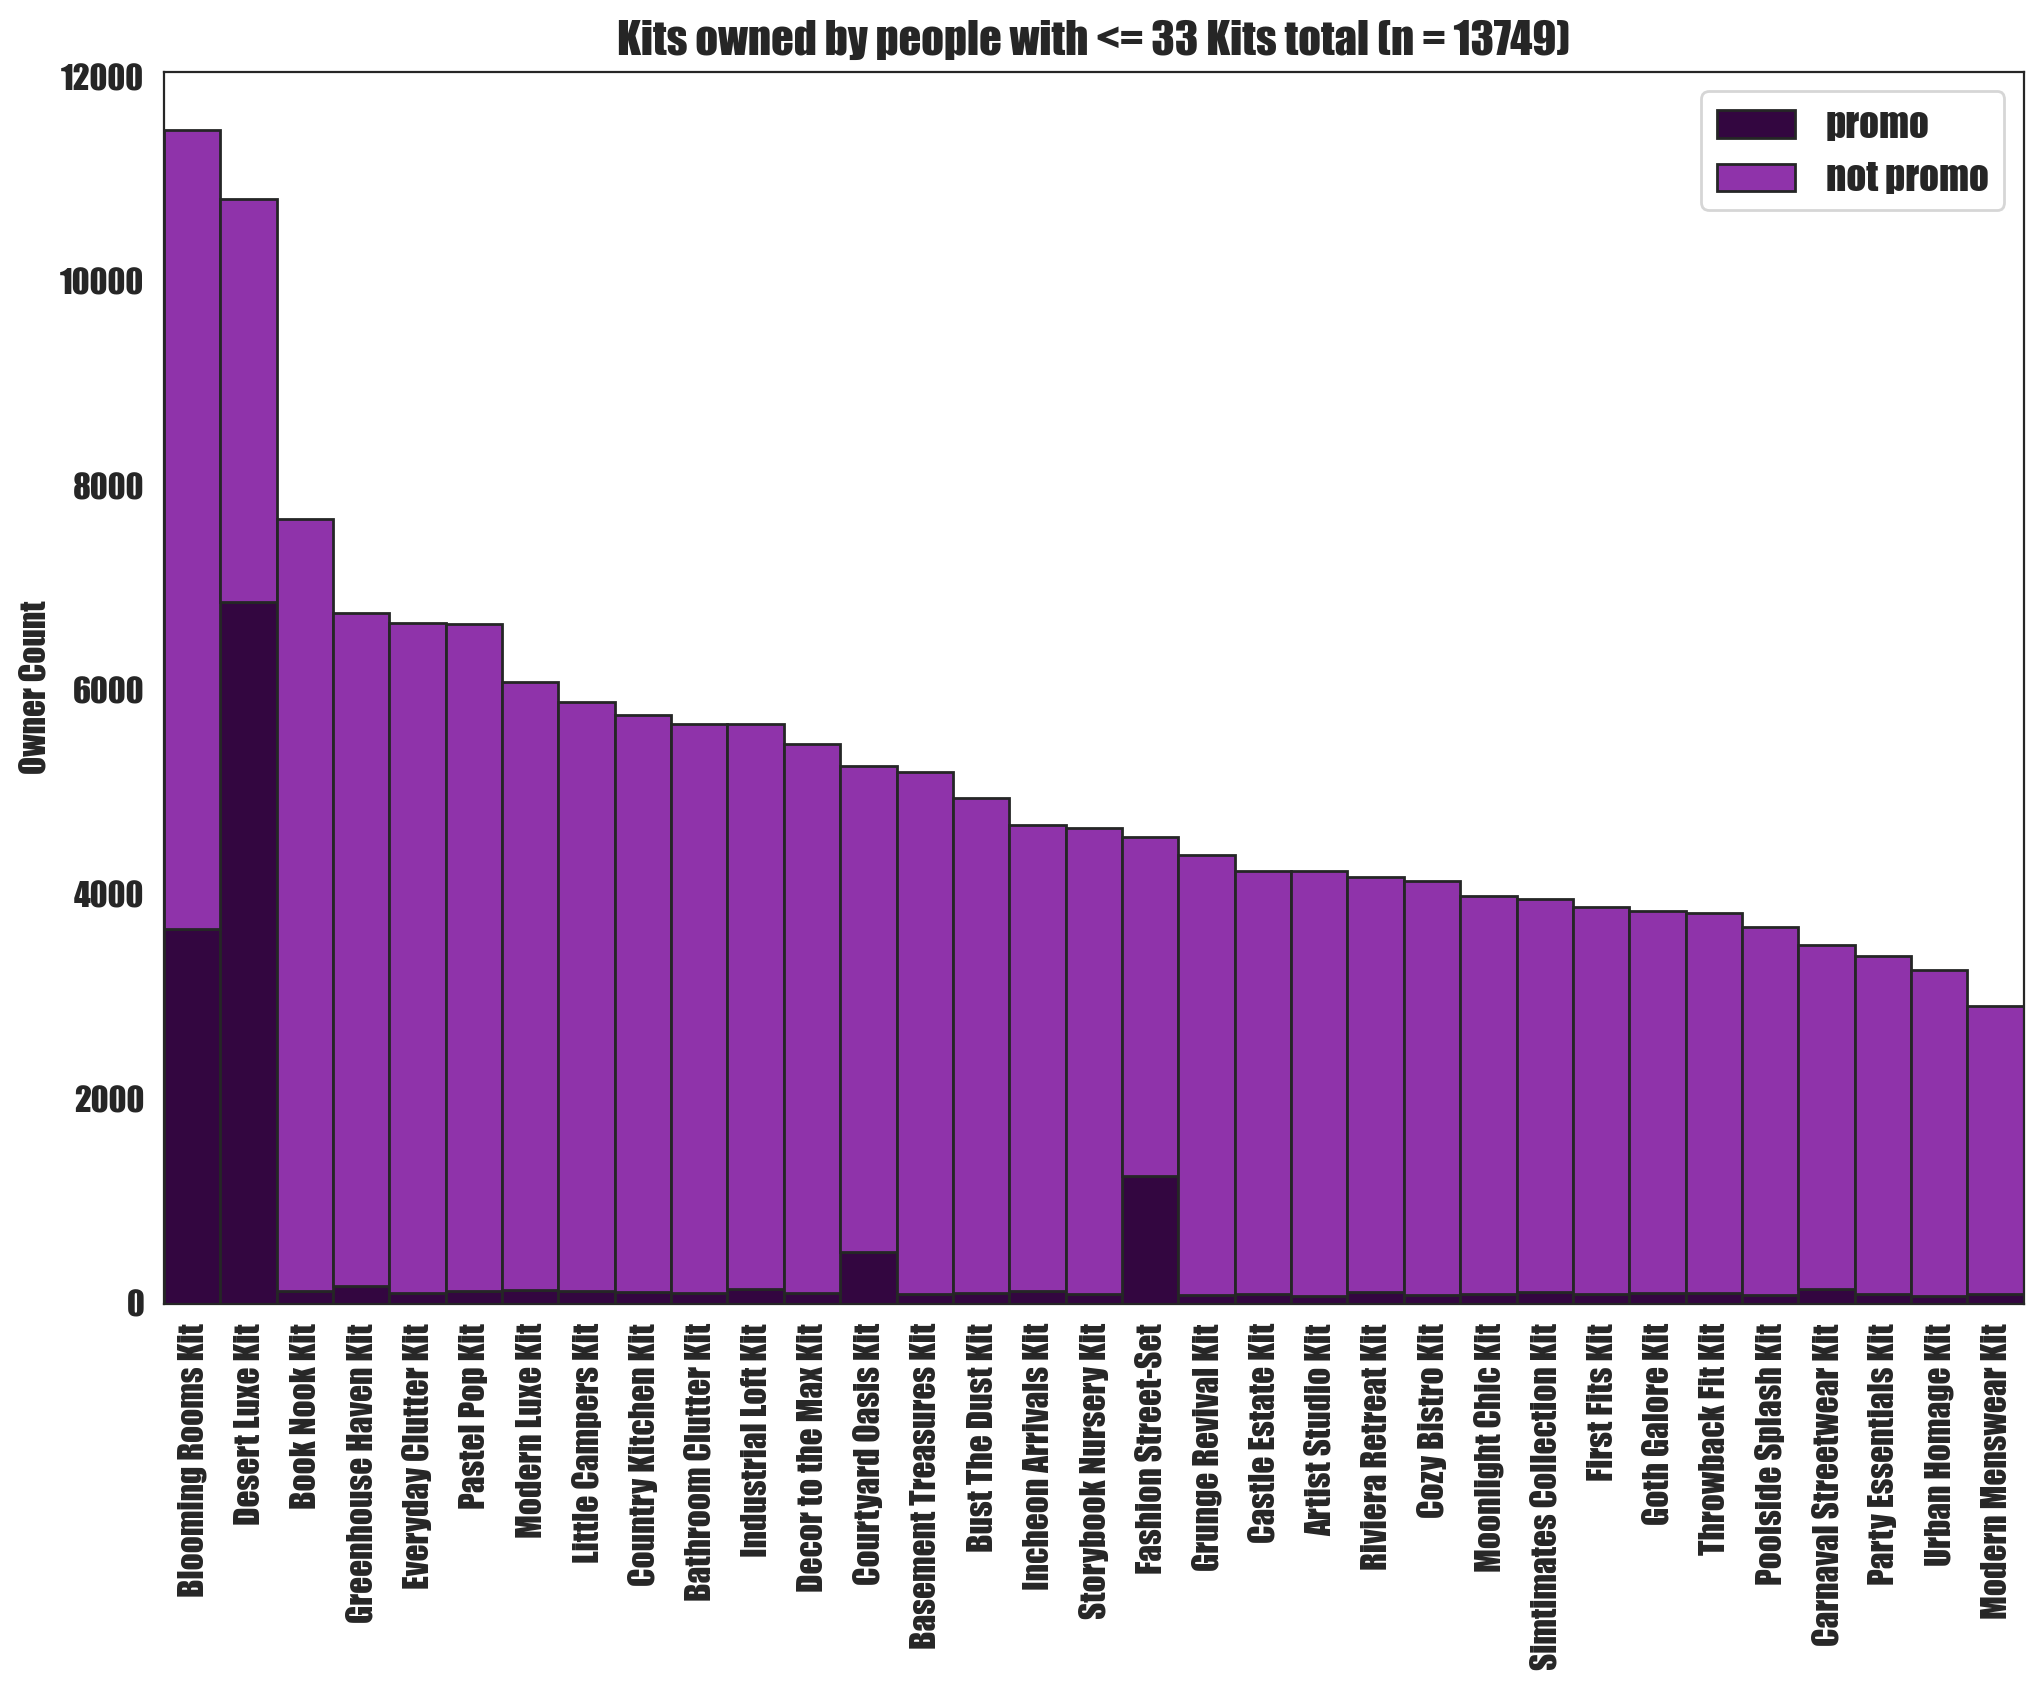 Kits owned by people with <= 33 Kits total (n = 13749)
12000
10000
8000
6000
4000
2000
0
Owner Count
promo
not promo
Blooming Rooms Kit
Desert Luxe Kit
Book Nook Kit
Greenhouse Haven Kit
Everyday Clutter Kit
Pastel Pop Kit
Modern Luxe Kit
Little Campers Kit
Country Kitchen Kit
Bathroom Clutter Kit
Industrial Loft Kit
Decor to the Max Kit
Courtyard Oasis Kit
Basement Treasures Kit
Bust The Dust Kit
Incheon Arrivals Kit
Storybook Nursery Kit
Fashion Street-Set
Grunge Revival Kit
Castle Estate Kit
Artist Studio Kit
Riviera Retreat Kit
Cozy Bistro Kit
Moonlight Chic Kit
Simtimates Collection Kit
First Fits Kit
Goth Galore Kit
Throwback Fit Kit
Poolside Splash Kit
Carnaval Streetwear Kit
Party Essentials Kit
Urban Homage Kit
Modern Menswear Kit